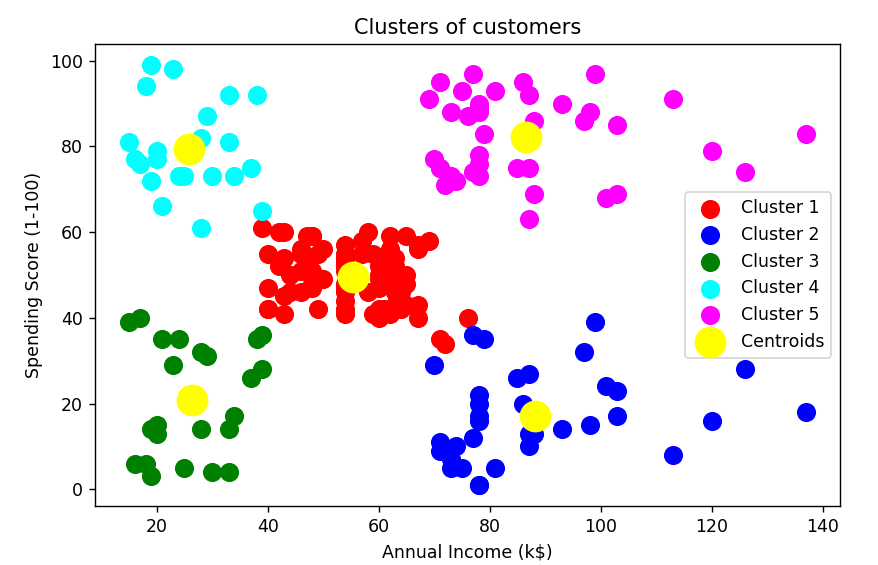 Clusters of customers
100
80
60
40
20
0
Spending Score (1-100)
Cluster 1
Cluster 2
Cluster 3
Cluster 4
Cluster 5
Centroids
20 40 60 80 100 120 140
Annual Income (k$)